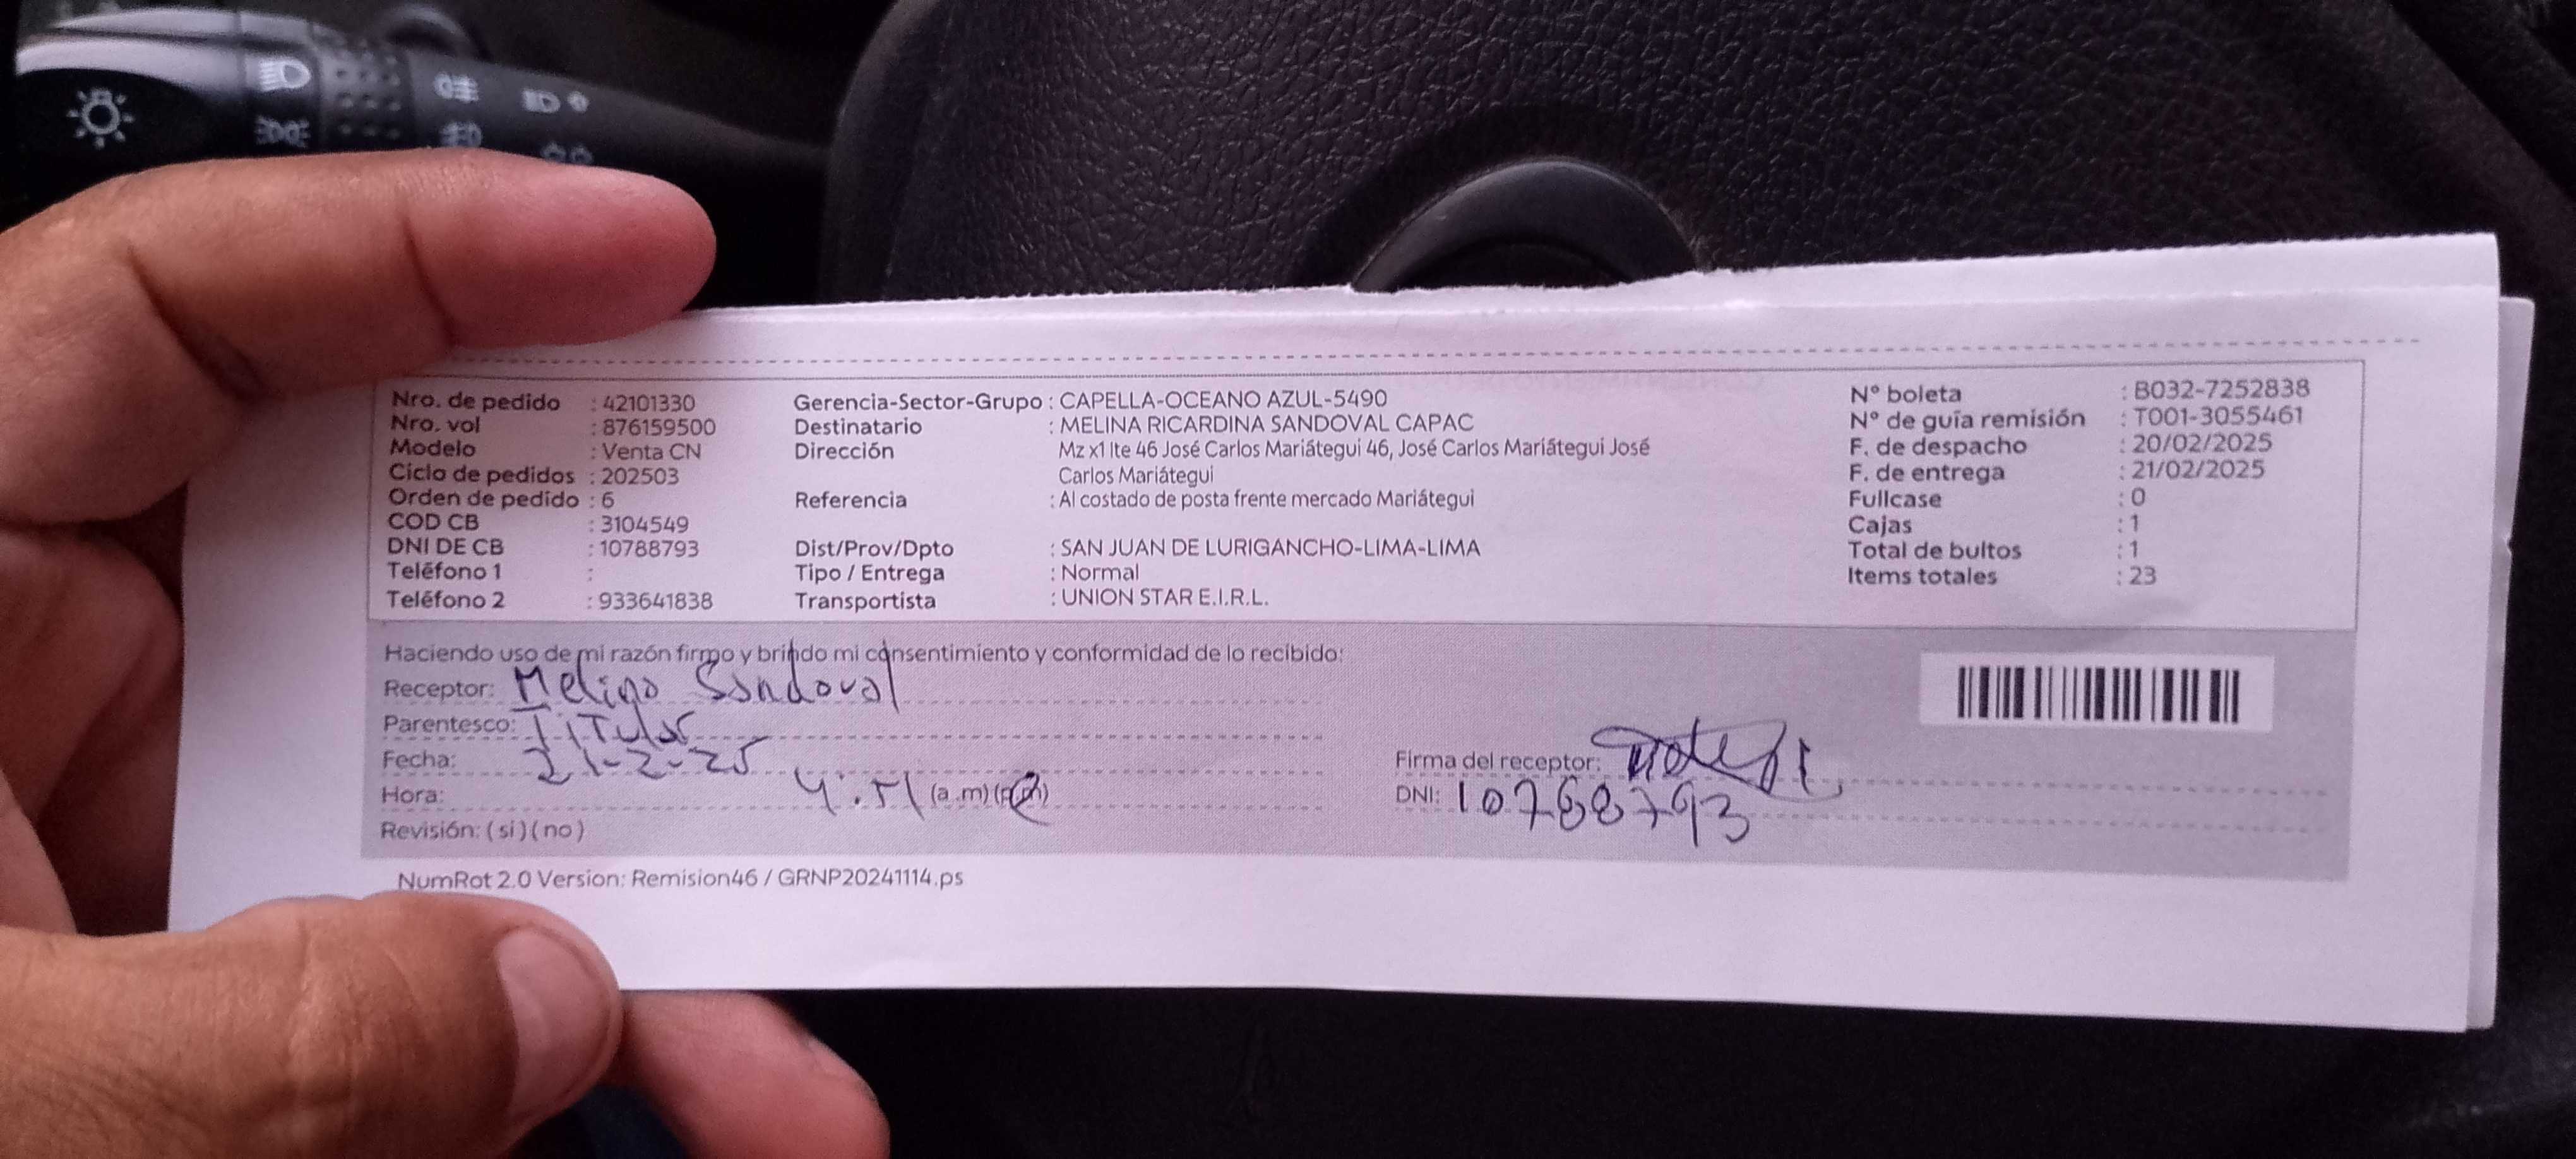 Nro. de pedido : 42101330
Nro. vol : 876159500
Modelo : Venta CN
Ciclo de pedidos : 202503
Orden de pedido : 6
COD CB : 3104549
DNI DE CB : 10788793
Teléfono 1 :
Teléfono 2 : 933641838
Gerencia-Sector-Grupo : CAPELLA-OCEANO AZUL-5490
Destinatario : MELINA RICARDINA SANDOVAL CAPAC
Dirección Mz x1 lte 46 José Carlos Mariátegui 46, José Carlos Mariátegui José
Carlos Mariátegui
Referencia : Al costado de posta frente mercado Mariátegui
Dist/Prov/Dpto : SAN JUAN DE LURIGANCHO-LIMA-LIMA
Tipo / Entrega : Normal
Transportista : UNION STAR E.I.R.L.
N° boleta : B032-7252838
N° de guía remisión : T001-3055461
F. de despacho : 20/02/2025
F. de entrega : 21/02/2025
Fullcase : 0
Cajas : 1
Total de bultos : 1
Items totales : 23
Haciendo uso de mi razón firmo y brindo mi consentimiento y conformidad de lo recibido:
Receptor: Melina Sandoval
Parentesco: Titular
Fecha: 21-2-25
Hora: (a.m)(p.m)
Revisión: (si)(no)
Firma del receptor:
DNI: 10788793
NumRot 2.0 Version: Remision46 / GRNP20241114.ps